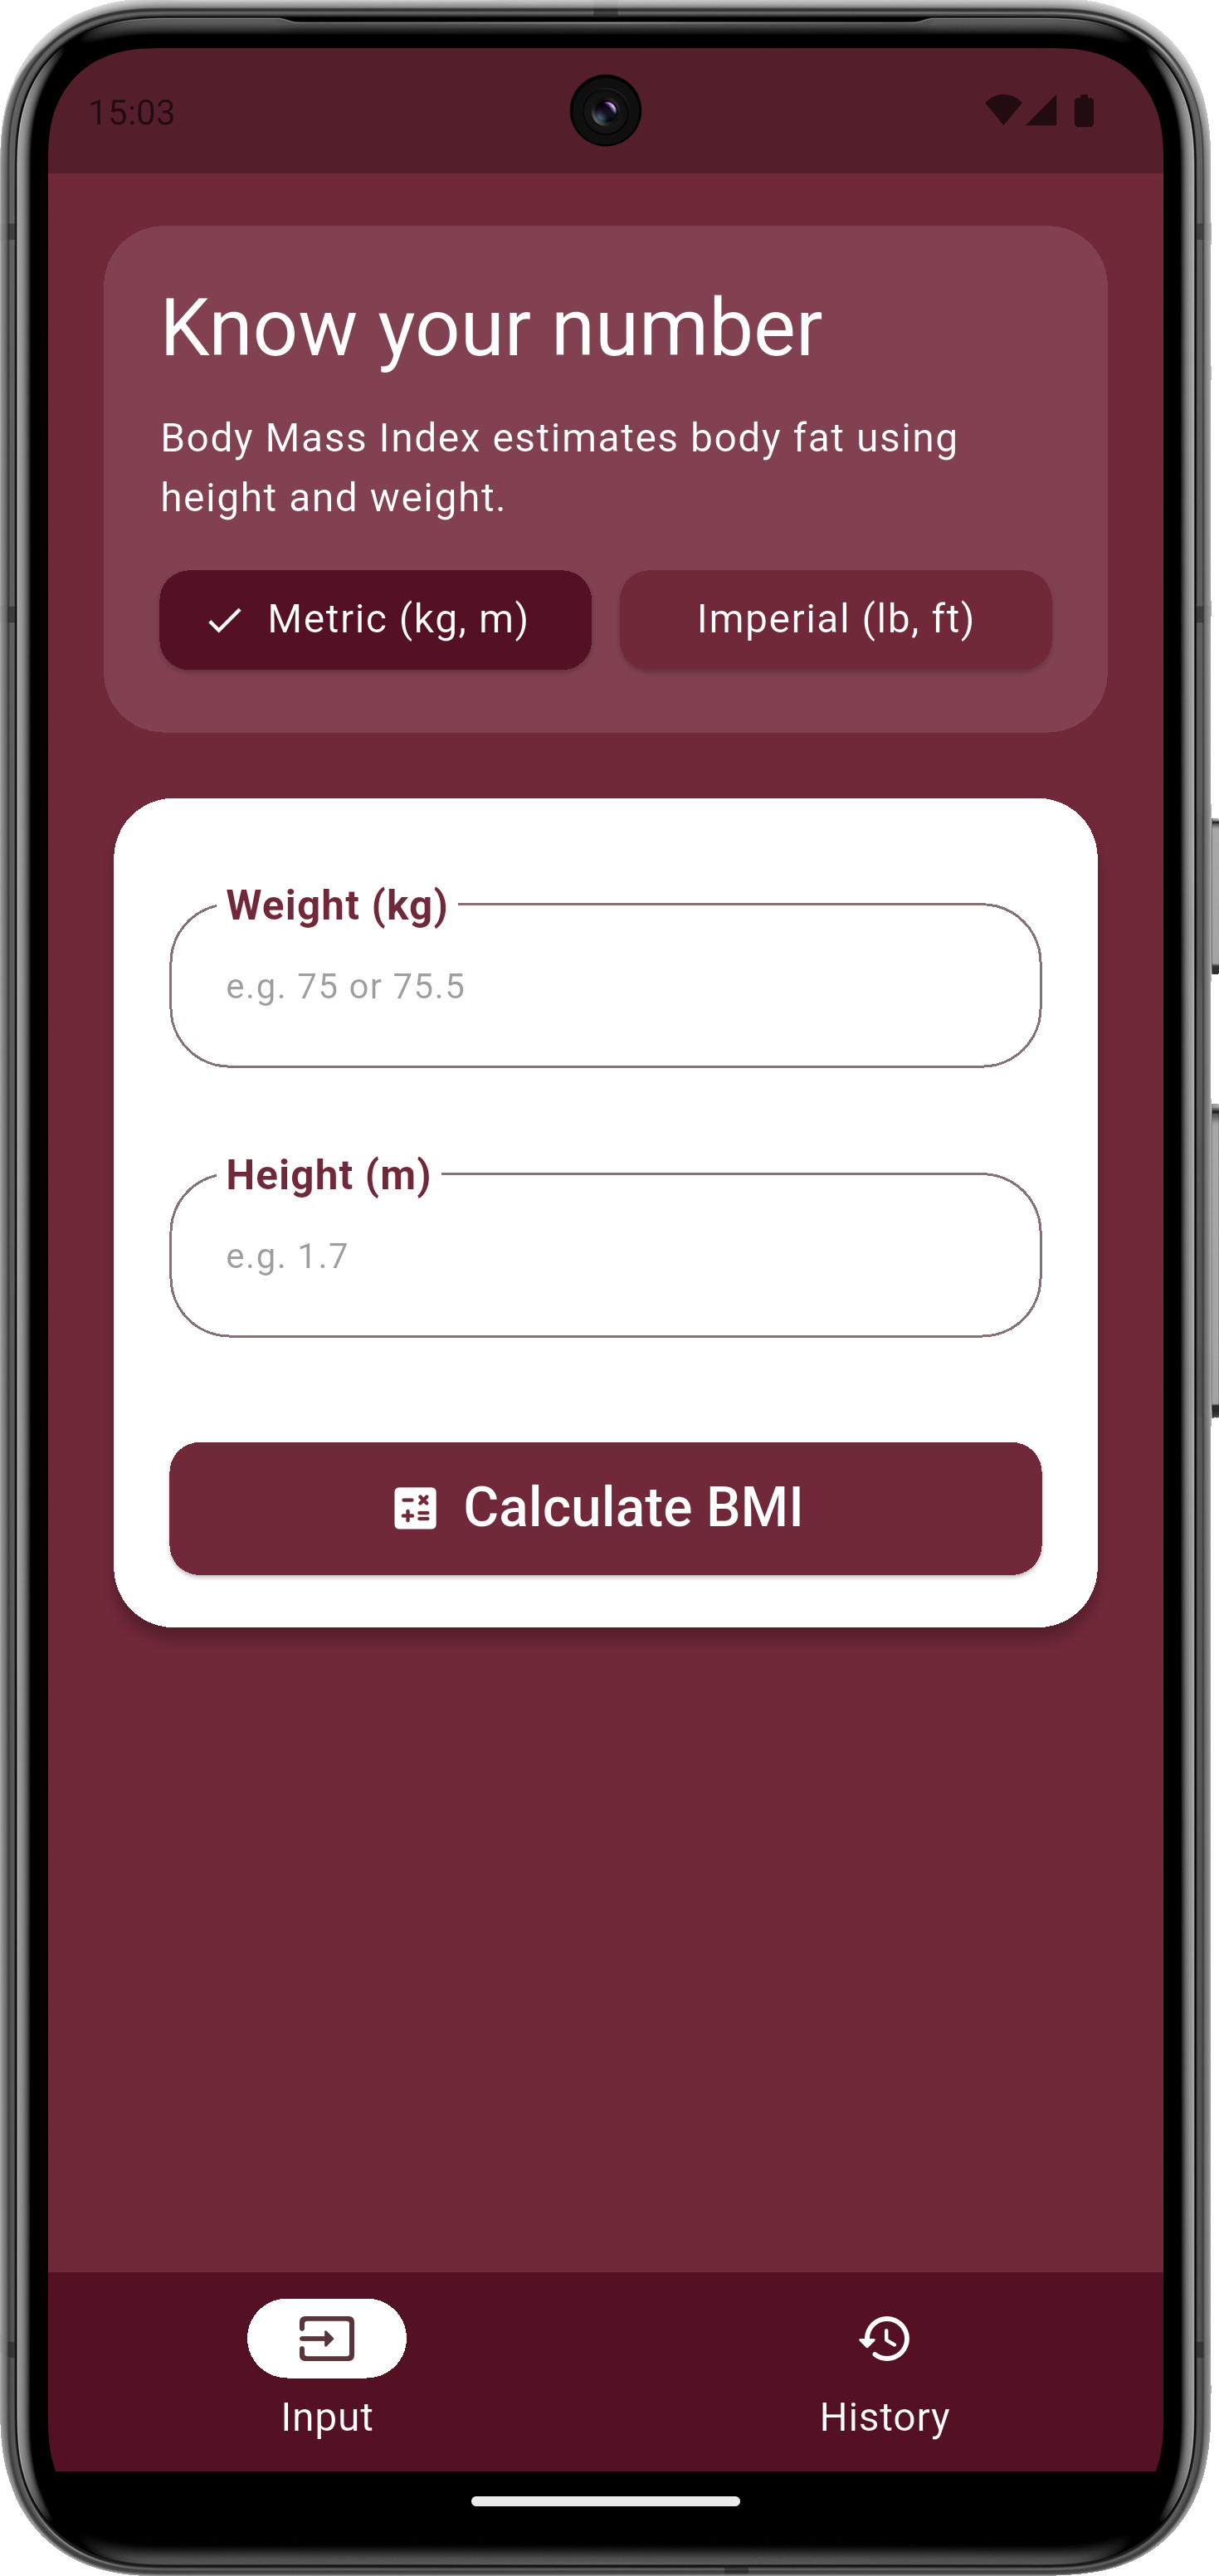 15:03
Know your number
Body Mass Index estimates body fat using
height and weight.
Metric (kg, m)
Imperial (lb, ft)
Weight (kg)
e.g. 75 or 75.5
Height (m)
e.g. 1.7
Calculate BMI
Input
History